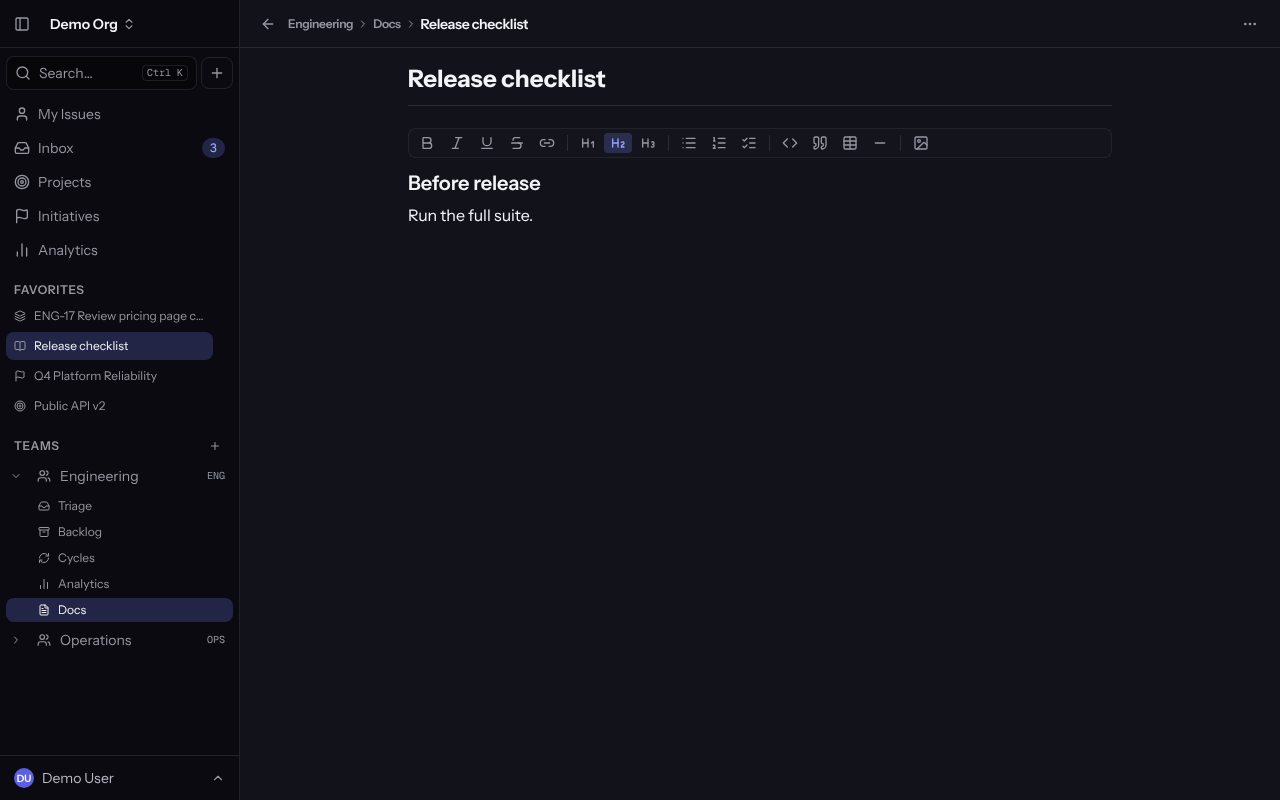 Demo Org
Engineering Docs Release checklist
Search... Ctrl K
My Issues
Inbox 3
Projects
Initiatives
Analytics
FAVORITES
ENG-17 Review pricing page c...
Release checklist
Q4 Platform Reliability
Public API v2
TEAMS
Engineering ENG
Triage
Backlog
Cycles
Analytics
Docs
Operations OPS
DU Demo User
Release checklist
H1 H2 H3
Before release
Run the full suite.